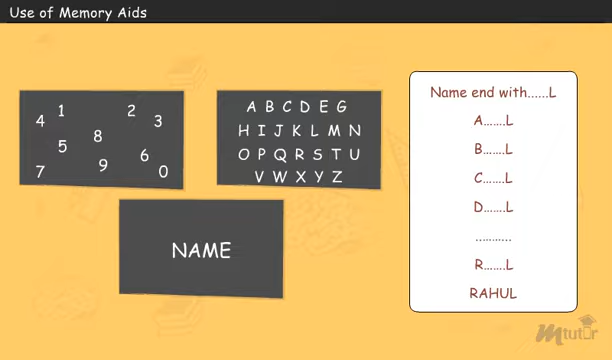 Use of Memory Aids
4 1 2 3
5 8 6
7 9 0
A B C D E G
H I J K L M N
O P Q R S T U
V W X Y Z
NAME
Name end with......L
A.......L
B.......L
C.......L
D.......L
..........
R.......L
RAHUL
mtutor